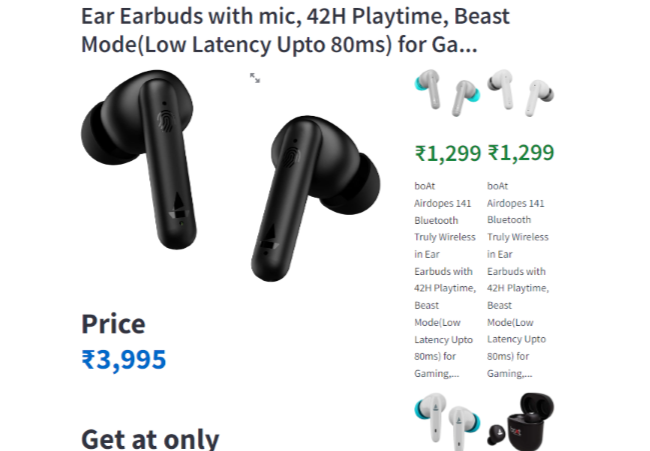 Ear Earbuds with mic, 42H Playtime, Beast
Mode(Low Latency Upto 80ms) for Ga...
Price
₹3,995
Get at only
₹1,299
boAt
Airdopes 141
Bluetooth
Truly Wireless
in Ear
Earbuds with
42H Playtime,
Beast
Mode(Low
Latency Upto
80ms) for
Gaming,...
₹1,299
boAt
Airdopes 141
Bluetooth
Truly Wireless
in Ear
Earbuds with
42H Playtime,
Beast
Mode(Low
Latency Upto
80ms) for
Gaming,...